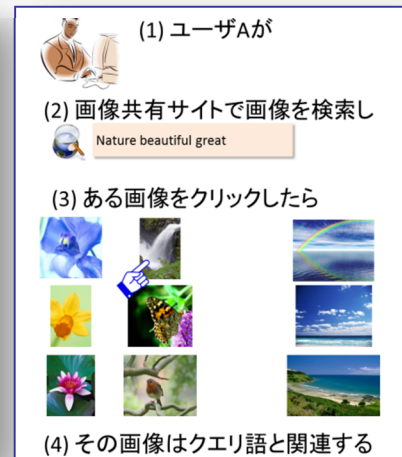 (1) ユーザAが
(2) 画像共有サイトで画像を検索し
Nature beautiful great
(3) ある画像をクリックしたら
(4) その画像はクエリ語と関連する